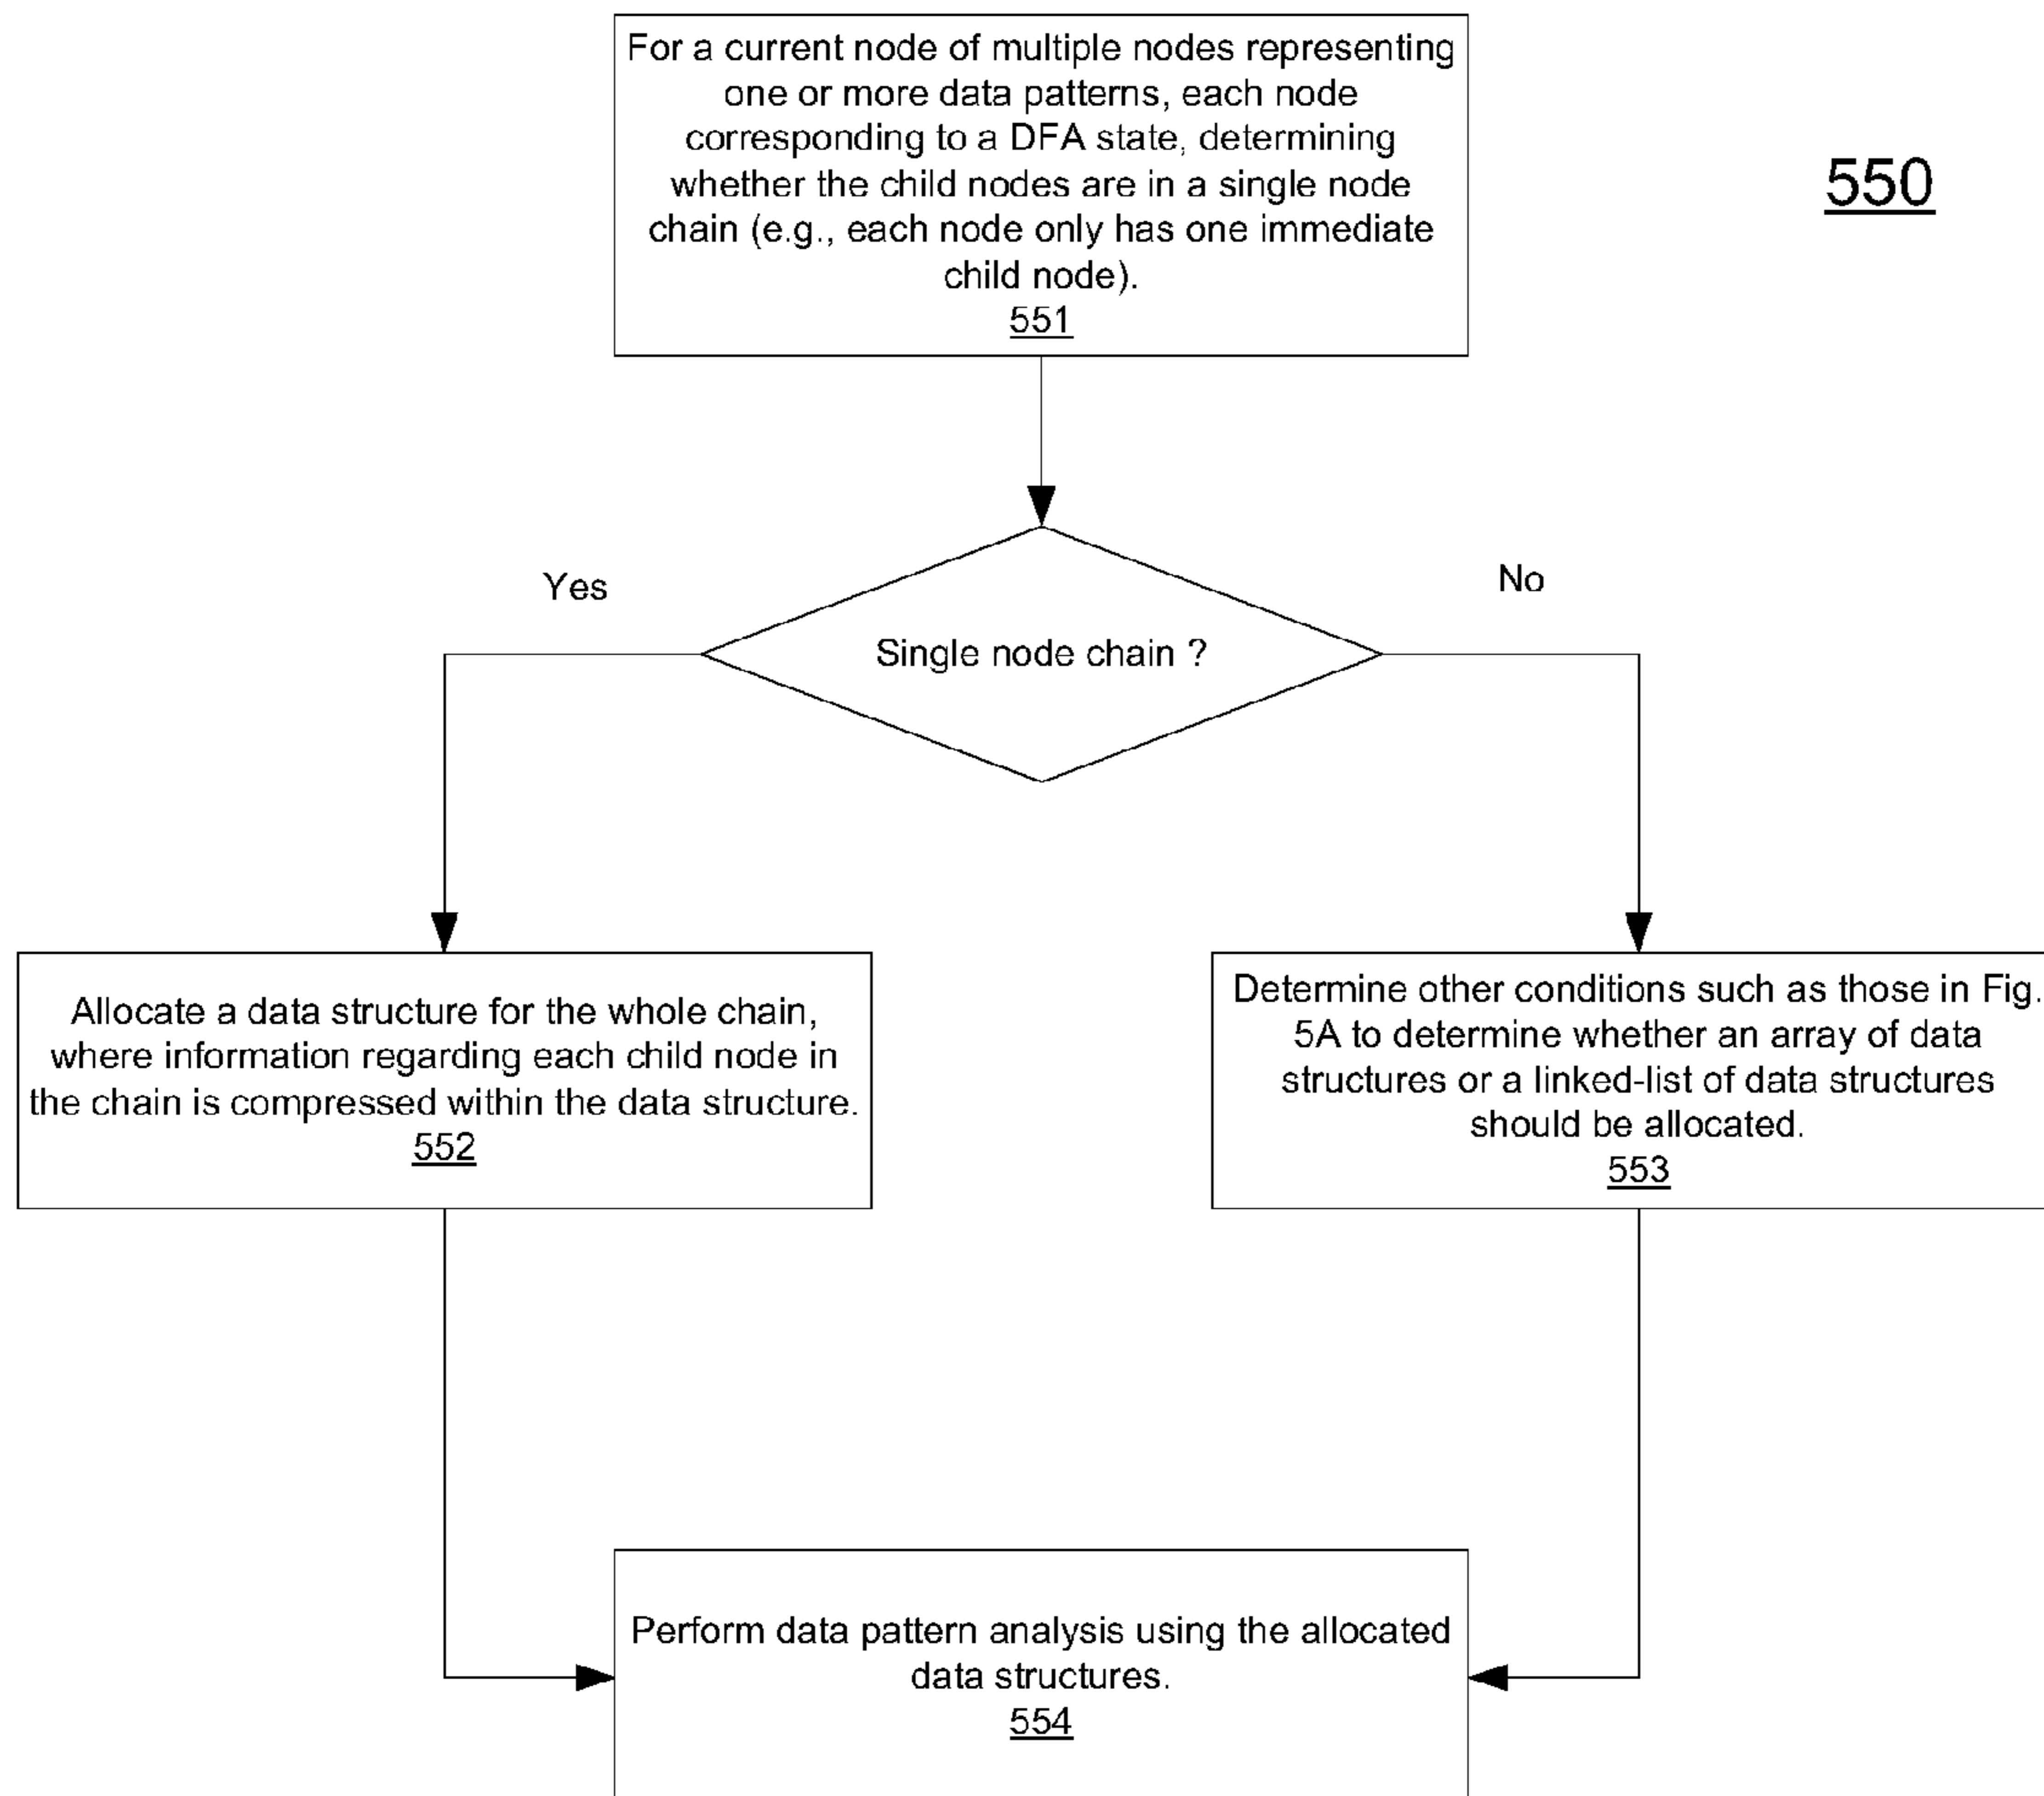 For a current node of multiple nodes representing
one or more data patterns, each node
corresponding to a DFA state, determining
whether the child nodes are in a single node
chain (e.g., each node only has one immediate
child node).
551
550
Yes
No
Single node chain ?
Allocate a data structure for the whole chain,
where information regarding each child node in
the chain is compressed within the data structure.
552
Determine other conditions such as those in Fig.
5A to determine whether an array of data
structures or a linked-list of data structures
should be allocated.
553
Perform data pattern analysis using the allocated
data structures.
554